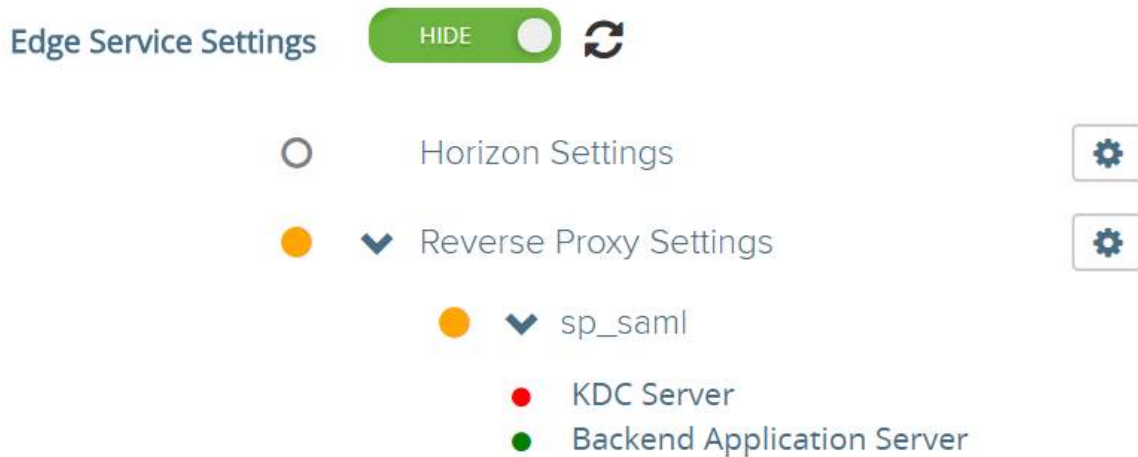 Edge Service Settings HIDE
Horizon Settings
Reverse Proxy Settings
sp_saml
KDC Server
Backend Application Server